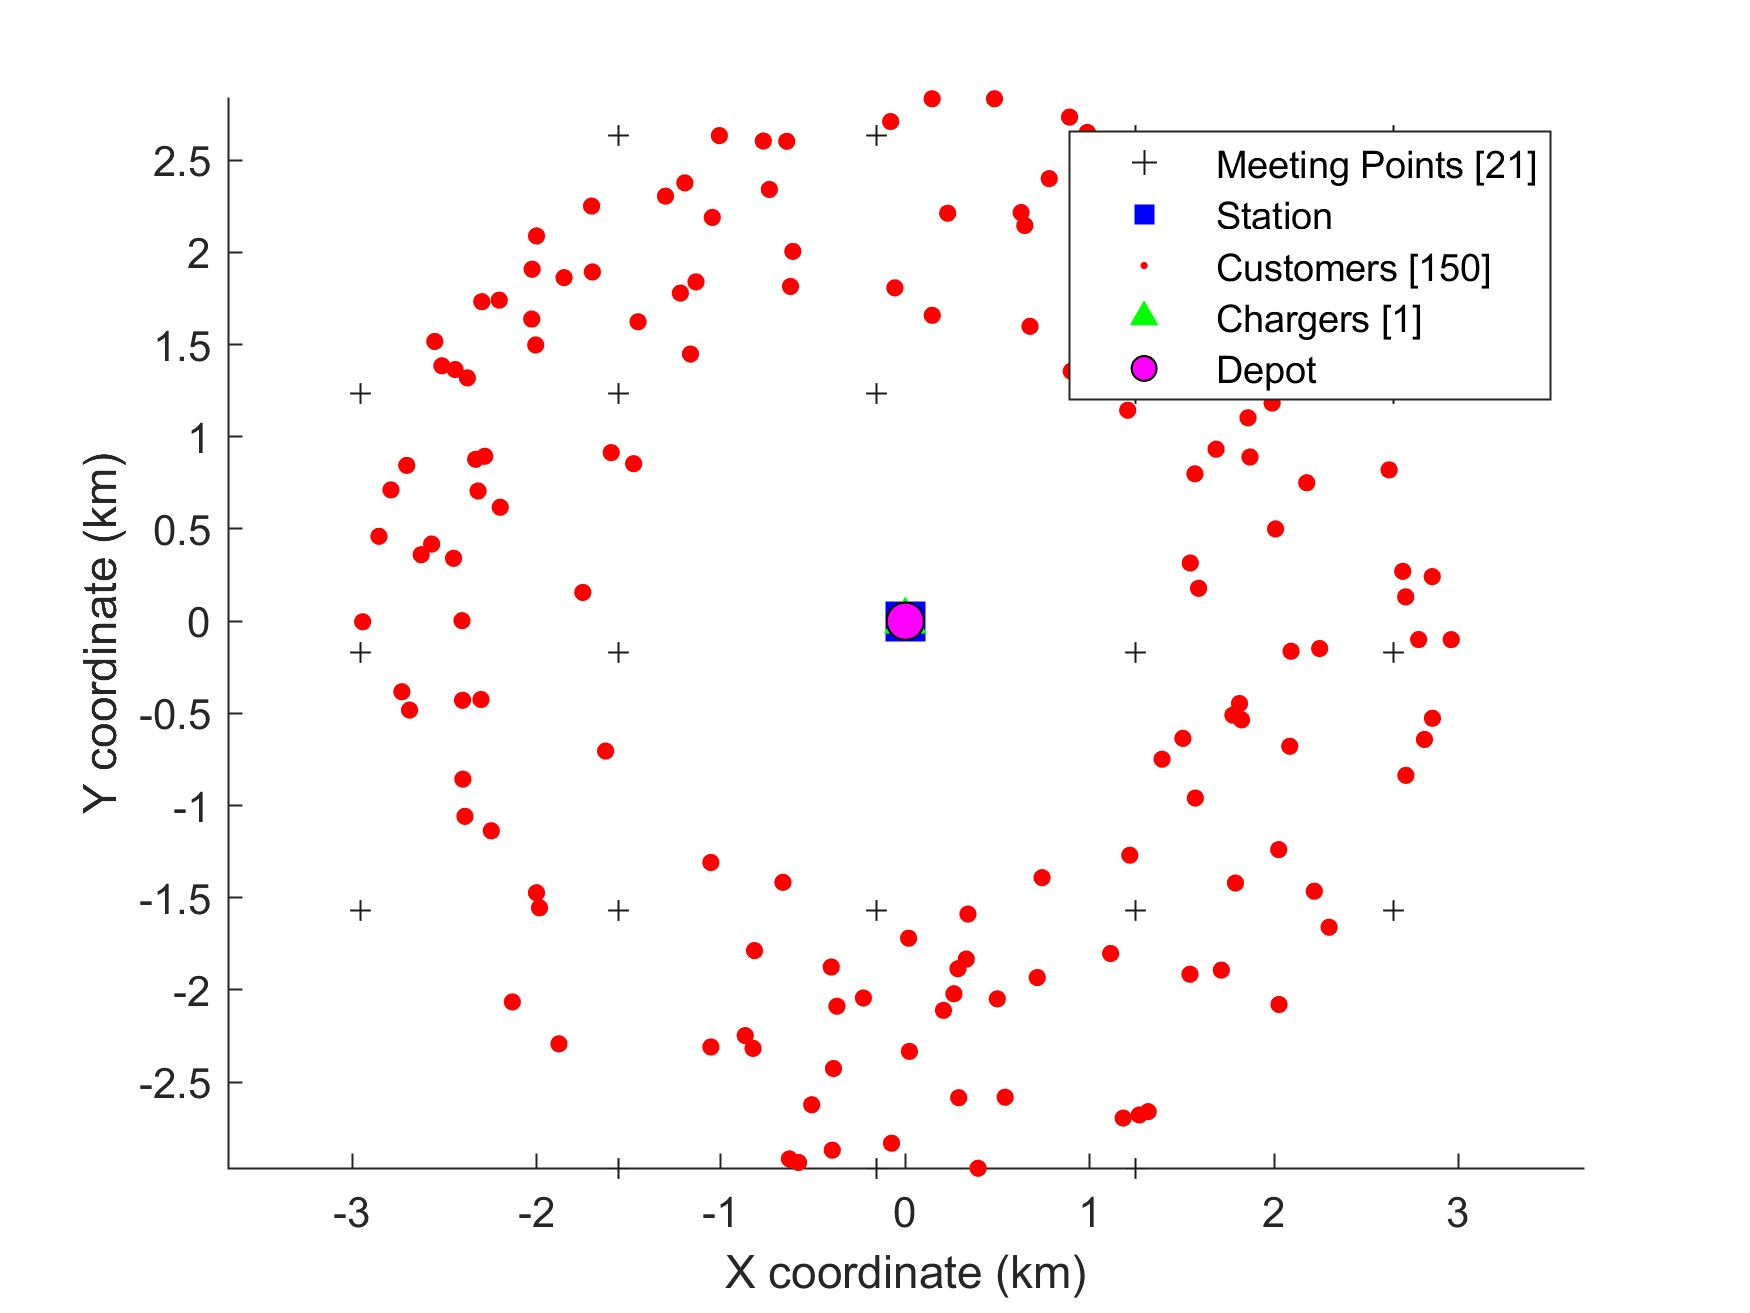 2.5
2
1.5
1
0.5
0
-0.5
-1
-1.5
-2
-2.5
Y coordinate (km)
Meeting Points [21]
Station
Customers [150]
Chargers [1]
Depot
-3 -2 -1 0 1 2 3
X coordinate (km)